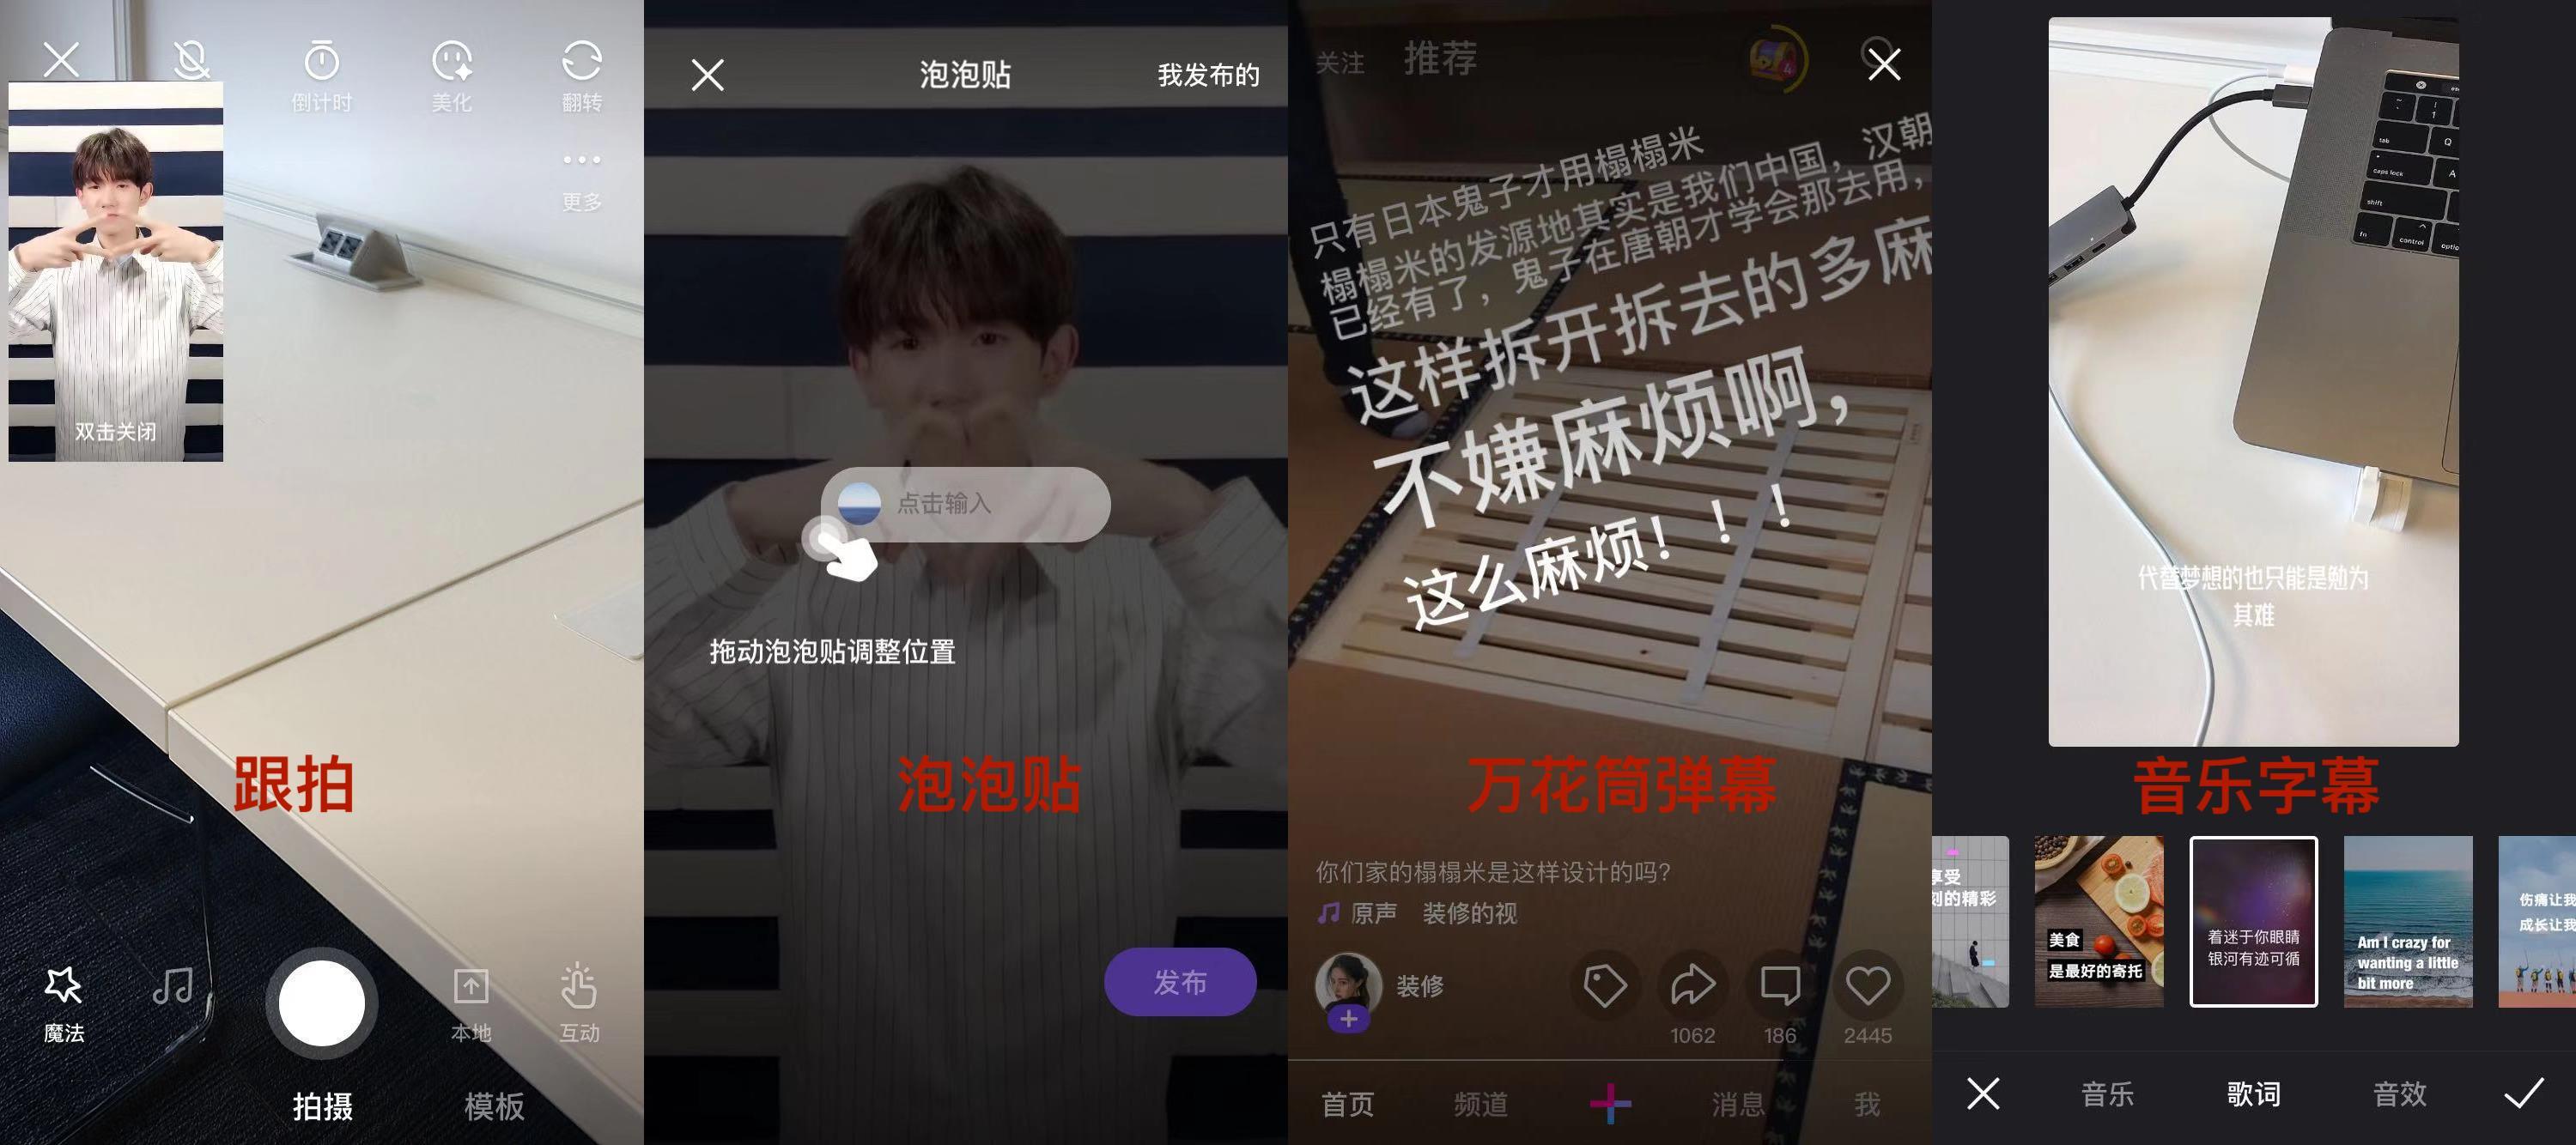 倒计时
美化
翻转
更多
双击关闭
跟拍
魔法
本地
互动
拍摄
模板
泡泡贴
我发布的
点击输入
拖动泡泡贴调整位置
泡泡贴
发布
关注
推荐
4
只有日本鬼子才用榻榻米
榻榻米的发源地其实是我们中国，汉朝
已经有了，鬼子在唐朝才学会那去用，
这样拆开拆去的多麻
不嫌麻烦啊，
这么麻烦！！！
万花筒弹幕
你们家的榻榻米是这样设计的吗?
原声 装修的视
装修
1062
186
2445
首页
频道
消息
我
tab
Q
caps lock
A
shift
fn
control
optio
代替梦想的也只能是勉为
其难
音乐字幕
享受
刻的精彩
美食
是最好的寄托
着迷于你眼睛
银河有迹可循
Am I crazy for
wanting a little
bit more
伤痛让我
成长让我
音乐
歌词
音效